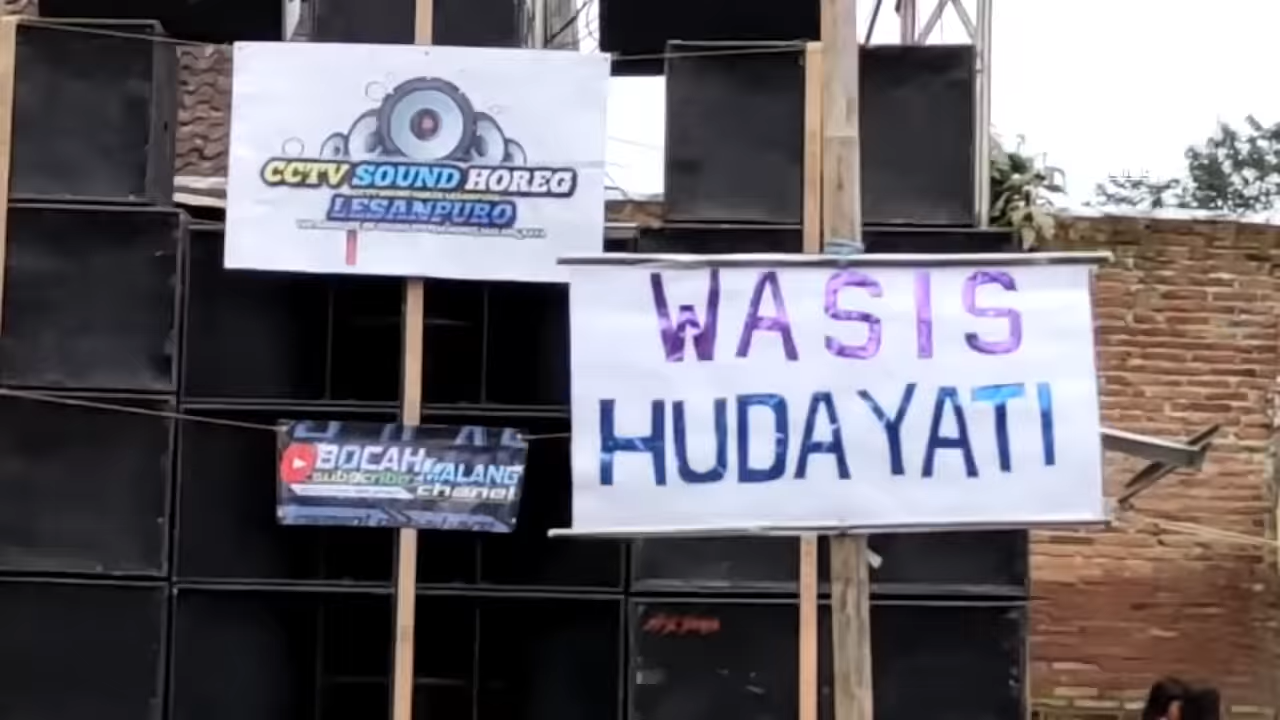 CCTV SOUND HOREG
LESANPURO
WASIS
HUDAYATI
BOCAH
MALANG
subscribe
chanel